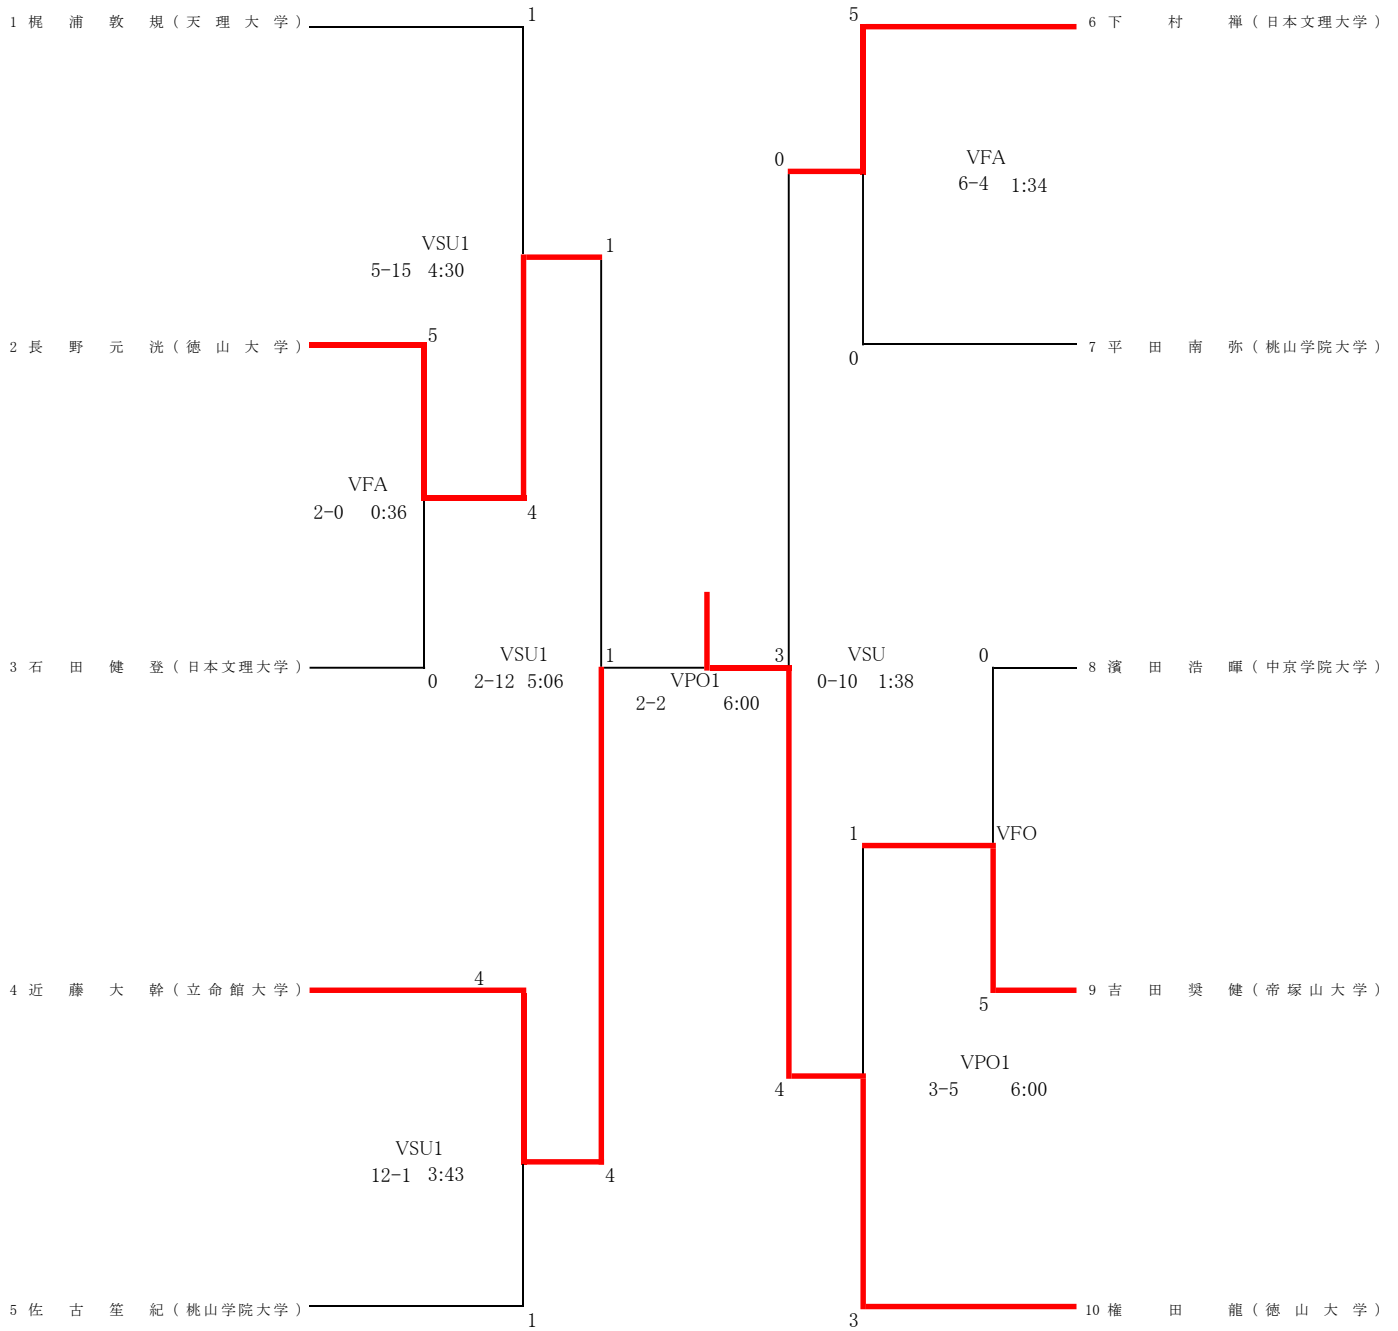 1 梶浦敦規(天理大学)
1
5
6 下村禅(日本文理大学)
0
VFA
6-4 1:34
VSU1
5-15 4:30
1
5
2 長野元洸(徳山大学)
0
7 平田南弥(桃山学院大学)
VFA
2-0 0:36
4
3 石田健登(日本文理大学)
0
VSU1
2-12 5:06
1
VPO1
2-2 6:00
3
VSU
0-10 1:38
0
8 濱田浩暉(中京学院大学)
1
VFO
4
4 近藤大幹(立命館大学)
5
9 吉田奨健(帝塚山大学)
VPO1
3-5 6:00
4
VSU1
12-1 3:43
4
5 佐古笙紀(桃山学院大学)
1
3
10 権田龍(徳山大学)